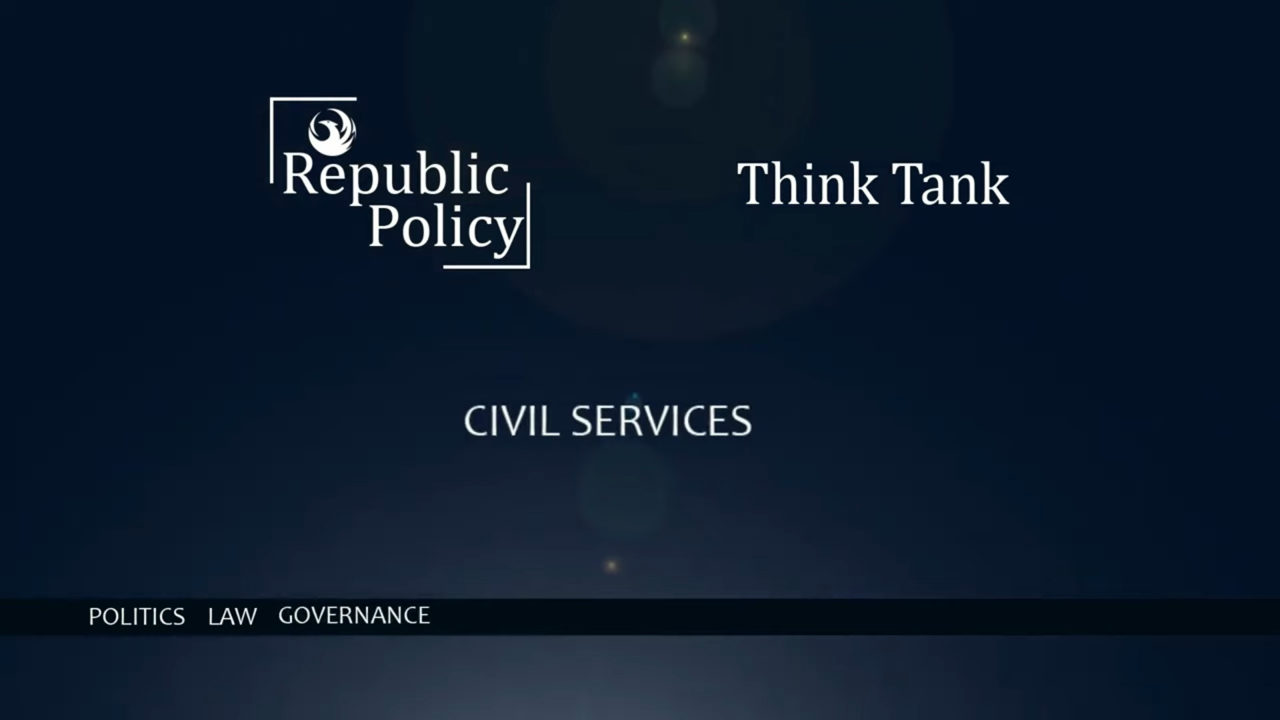 Republic
Policy
Think Tank
CIVIL SERVICES
POLITICS LAW GOVERNANCE